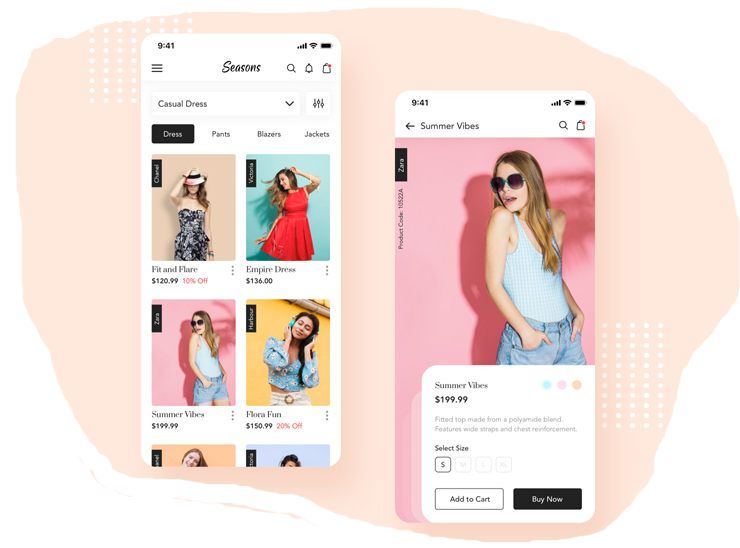 9:41
Seasons
Casual Dress
Dress Pants Blazers Jackets
Chanel
Victoria
Fit and Flare
$120.99 10% Off
Empire Dress
$136.00
Zara
Harbour
Summer Vibes
$199.99
Flora Fun
$150.99 20% Off
9:41
Summer Vibes
Zara
Product Code: 10522A
Summer Vibes
$199.99
Fitted top made from a polyamide blend.
Features wide straps and chest reinforcement.
Select Size
S M L XL
Add to Cart Buy Now